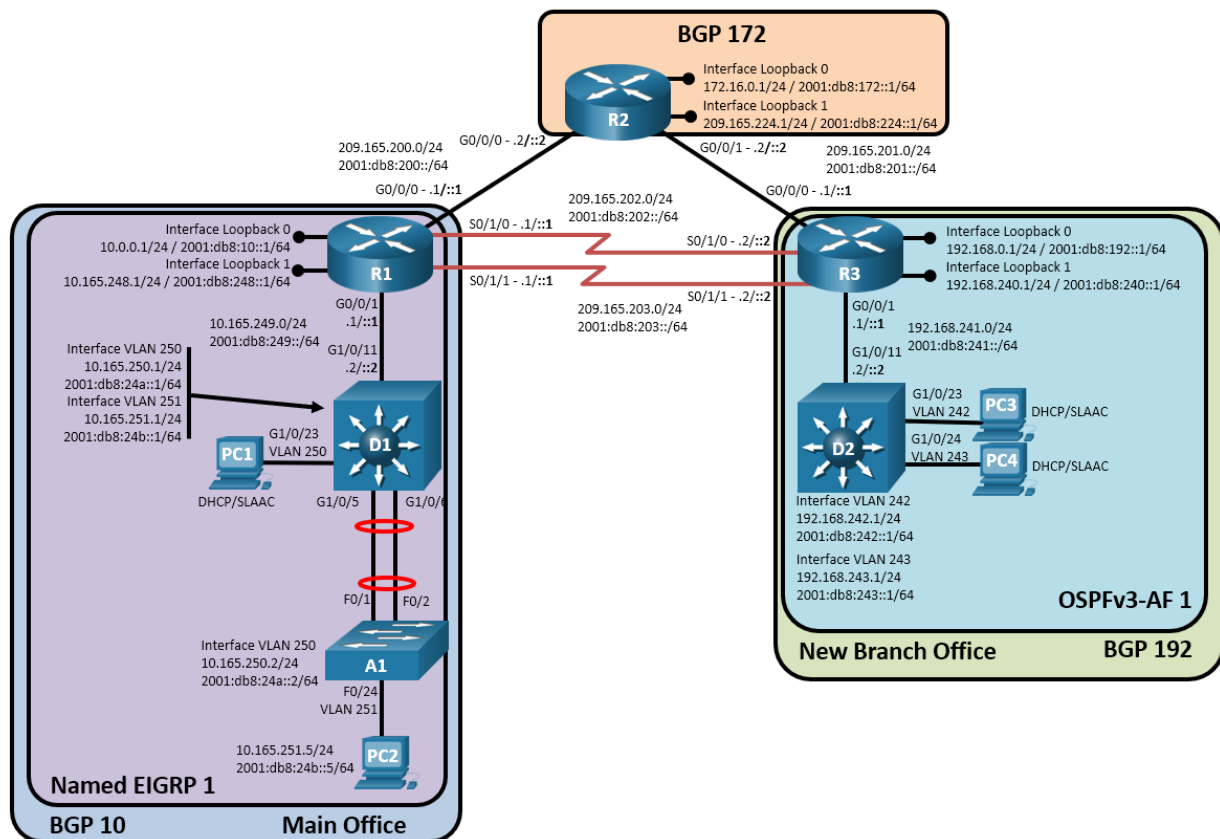 BGP 172
Interface Loopback 0
172.16.0.1/24 / 2001:db8:172::1/64
Interface Loopback 1
209.165.224.1/24 / 2001:db8:224::1/64
R2
G0/0/0 - .2/::2
G0/0/1 - .2/::2
209.165.200.0/24
2001:db8:200::/64
209.165.201.0/24
2001:db8:201::/64
G0/0/0 - .1/::1
G0/0/0 - .1/::1
209.165.202.0/24
2001:db8:202::/64
Interface Loopback 0
10.0.0.1/24 / 2001:db8:10::1/64
Interface Loopback 1
10.165.248.1/24 / 2001:db8:248::1/64
R1
S0/1/0 - .1/::1
S0/1/0 - .2/::2
S0/1/1 - .1/::1
S0/1/1 - .2/::2
R3
Interface Loopback 0
192.168.0.1/24 / 2001:db8:192::1/64
Interface Loopback 1
192.168.240.1/24 / 2001:db8:240::1/64
209.165.203.0/24
2001:db8:203::/64
G0/0/1
.1/::1
10.165.249.0/24
2001:db8:249::/64
G1/0/11
.2/::2
Interface VLAN 250
10.165.250.1/24
2001:db8:24a::1/64
Interface VLAN 251
10.165.251.1/24
2001:db8:24b::1/64
G1/0/23
VLAN 250
PC1
DHCP/SLAAC
D1
G1/0/5
G1/0/6
F0/1
F0/2
Interface VLAN 250
10.165.250.2/24
2001:db8:24a::2/64
A1
F0/24
VLAN 251
10.165.251.5/24
2001:db8:24b::5/64
PC2
Named EIGRP 1
BGP 10
Main Office
G0/0/1
.1/::1
192.168.241.0/24
2001:db8:241::/64
G1/0/11
.2/::2
G1/0/23
VLAN 242
PC3
DHCP/SLAAC
G1/0/24
VLAN 243
PC4
DHCP/SLAAC
D2
Interface VLAN 242
192.168.242.1/24
2001:db8:242::1/64
Interface VLAN 243
192.168.243.1/24
2001:db8:243::1/64
OSPFv3-AF 1
New Branch Office
BGP 192